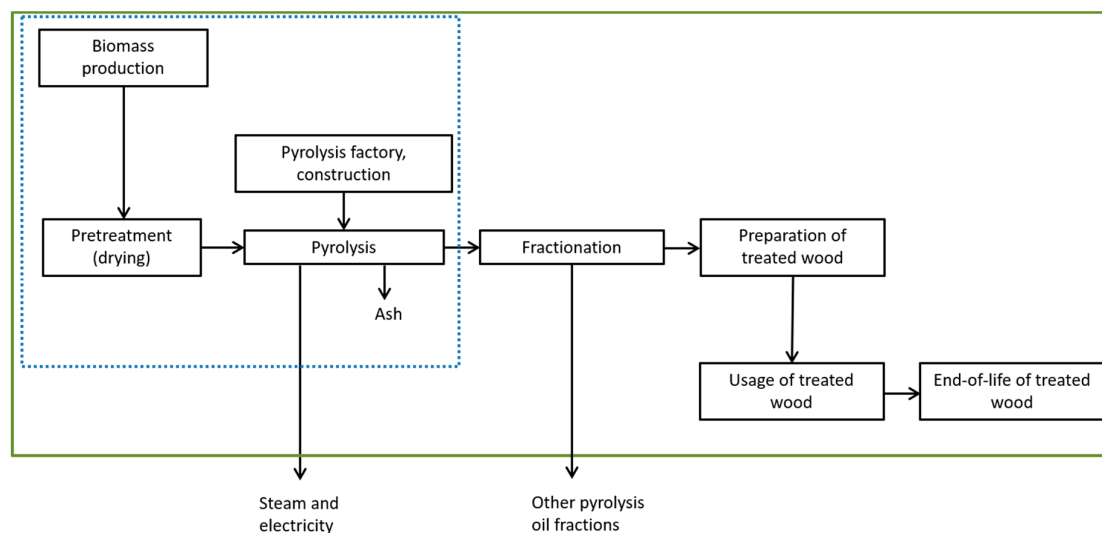 Biomass
production
Pyrolysis factory,
construction
Pretreatment
(drying)
Pyrolysis
Fractionation
Preparation of
treated wood
Ash
Usage of treated
wood
End-of-life of treated
wood
Steam and
electricity
Other pyrolysis
oil fractions